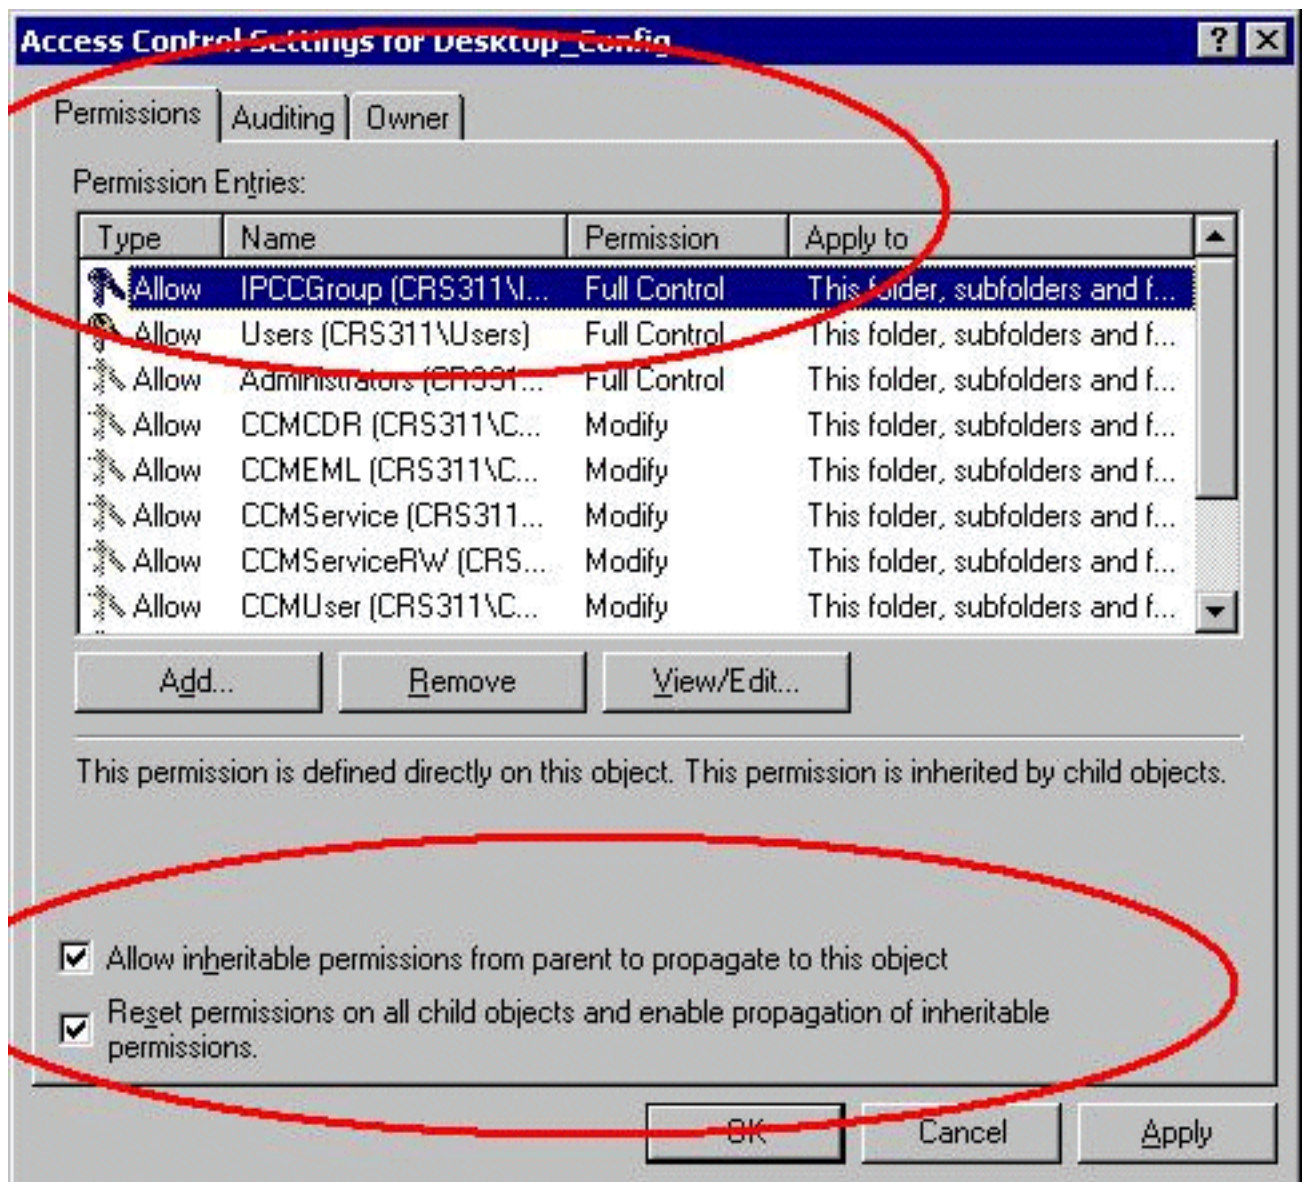 Access Control Settings for Desktop_Config
Permissions Auditing Owner
Permission Entries:
Type Name Permission Apply to
Allow IPCCGroup (CRS311\I... Full Control This folder, subfolders and f...
Allow Users (CRS311\Users) Full Control This folder, subfolders and f...
Allow Administrators (CRS31... Full Control This folder, subfolders and f...
Allow CCMCDR (CRS311\C... Modify This folder, subfolders and f...
Allow CCMEML (CRS311\C... Modify This folder, subfolders and f...
Allow CCMService (CRS311... Modify This folder, subfolders and f...
Allow CCMServiceRW (CRS... Modify This folder, subfolders and f...
Allow CCMUser (CRS311\C... Modify This folder, subfolders and f...
Add... Remove View/Edit...
This permission is defined directly on this object. This permission is inherited by child objects.
Allow inheritable permissions from parent to propagate to this object
Reset permissions on all child objects and enable propagation of inheritable
permissions.
OK Cancel Apply